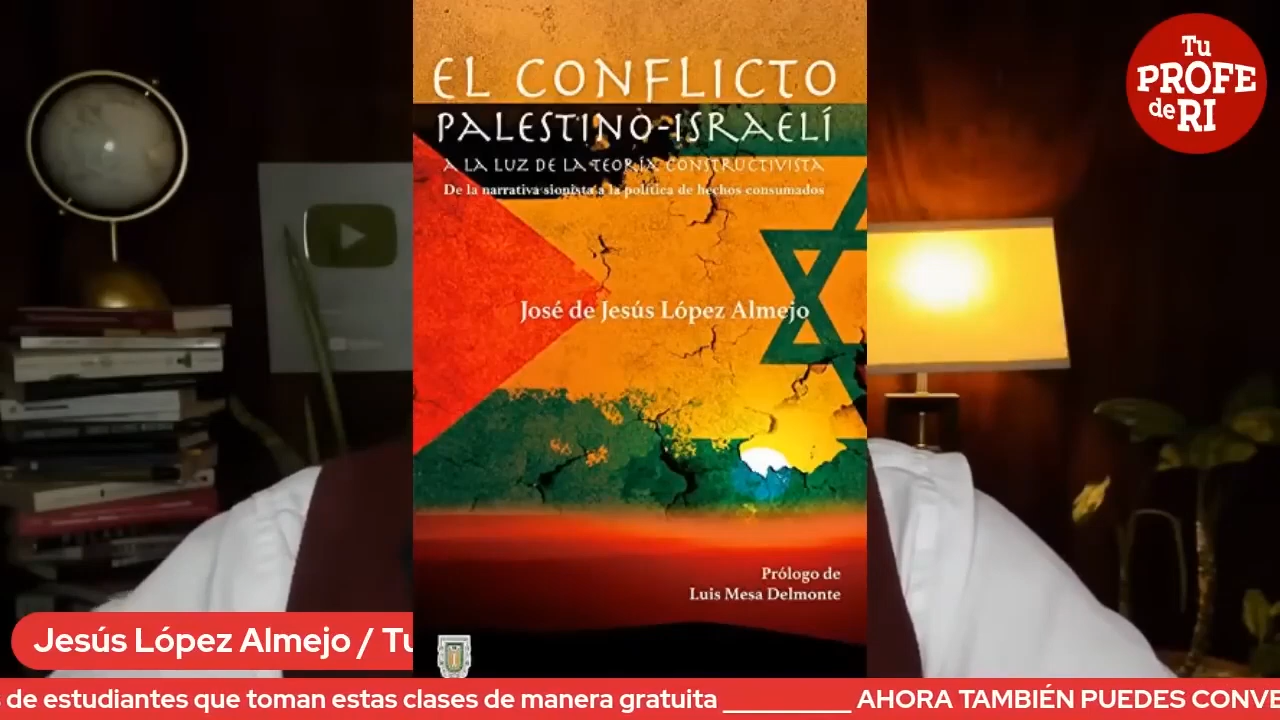 Tu
PROFE
de RI
EL CONFLICTO
PALESTINO-ISRAELÍ
A LA LUZ DE LA TEORÍA CONSTRUCTIVISTA
De la narrativa sionista a la política de hechos consumados
José de Jesús López Almejo
Prólogo de
Luis Mesa Delmonte
Jesús López Almejo / Tu
de estudiantes que toman estas clases de manera gratuita __________ AHORA TAMBIÉN PUEDES CONVE